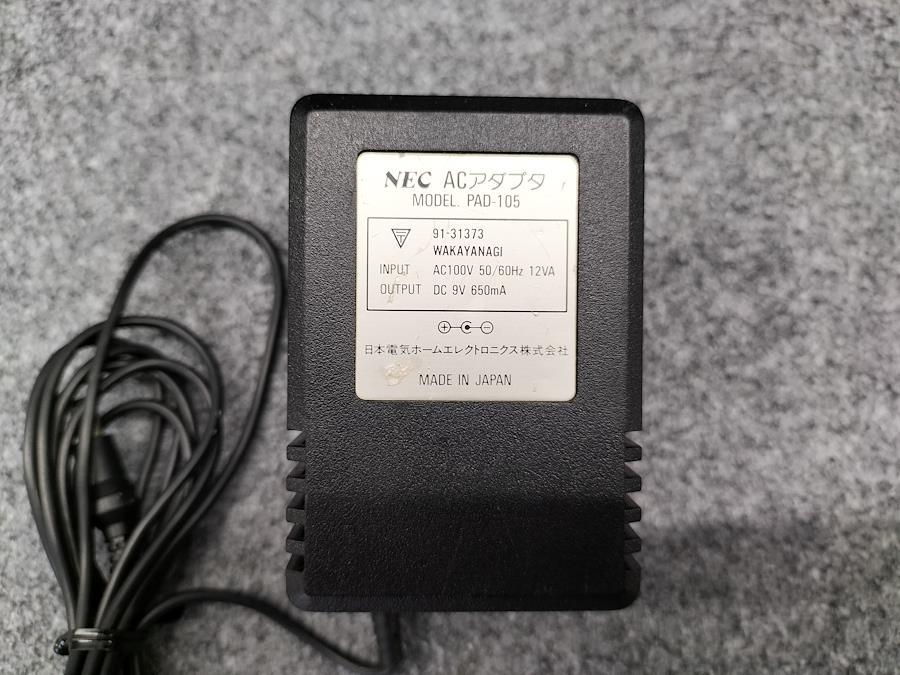 NEC ACアダプタ
MODEL. PAD-105
91-31373
WAKAYANAGI
INPUT AC100V 50/60Hz 12VA
OUTPUT DC 9V 650mA
日本電気ホームエレクトロニクス株式会社
MADE IN JAPAN